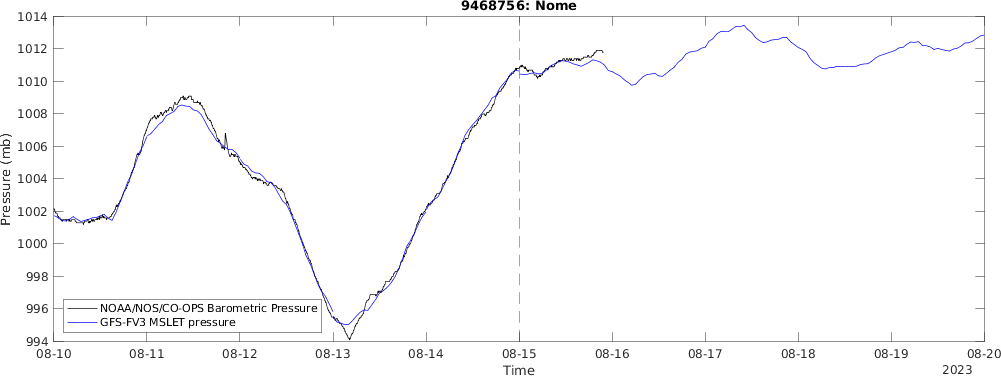 9468756: Nome
1014
1012
1010
1008
1006
1004
1002
1000
998
996
994
Pressure (mb)
NOAA/NOS/CO-OPS Barometric Pressure
GFS-FV3 MSLET pressure
08-10 08-11 08-12 08-13 08-14 08-15 08-16 08-17 08-18 08-19 08-20
Time
2023